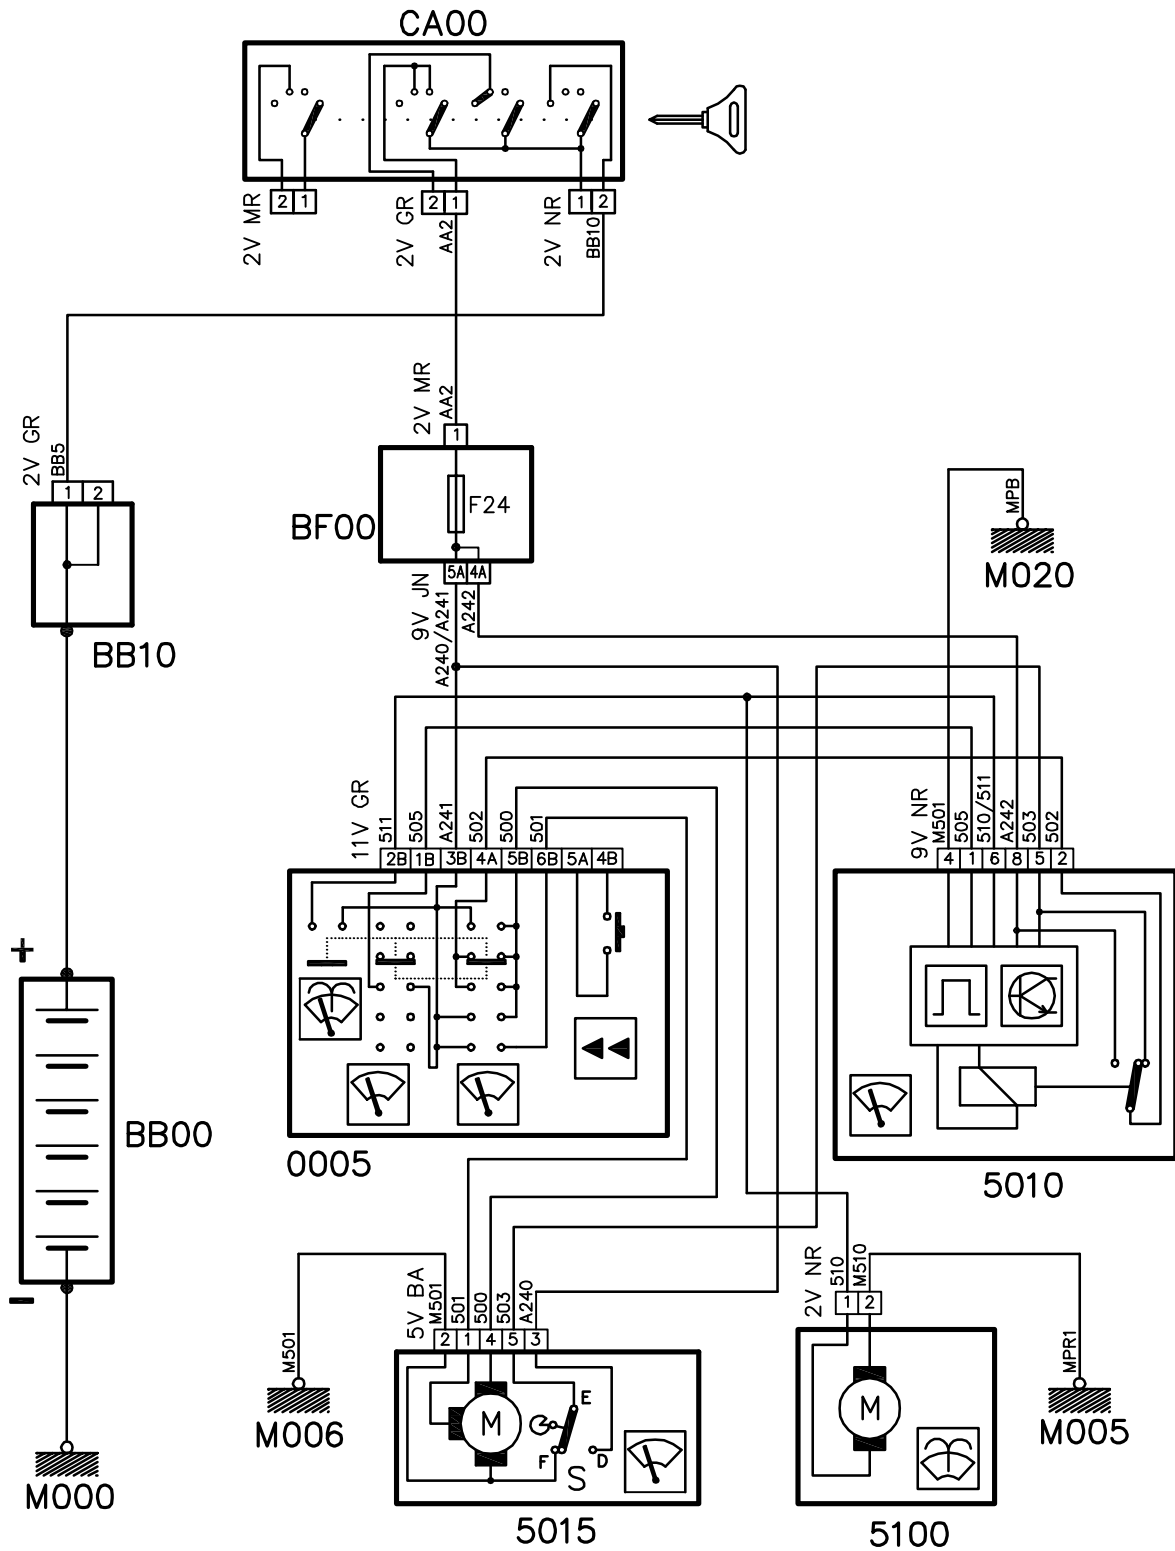 CA00
2 1
2 1
1 2
2V MR
2V GR
AA2
2V NR
BB10
2V MR
AA2
1
2V GR
BB5
1 2
F24
BF00
5A 4A
9V JN
A240/A241
A242
MPB
M020
BB10
11V GR
511
505
A241
502
500
501
2B 1B 3B 4A 5B 6B 5A 4B
9V NR
M501
505
510/511
A242
503
502
4 1 6 8 5 2
+
BB00
0005
5010
5V BA
M501
501
500
503
A240
2 1 4 5 3
2V NR
510
M510
1 2
–
M501
M006
M
E
F
D
S
M
MPR1
M005
M000
5015
5100